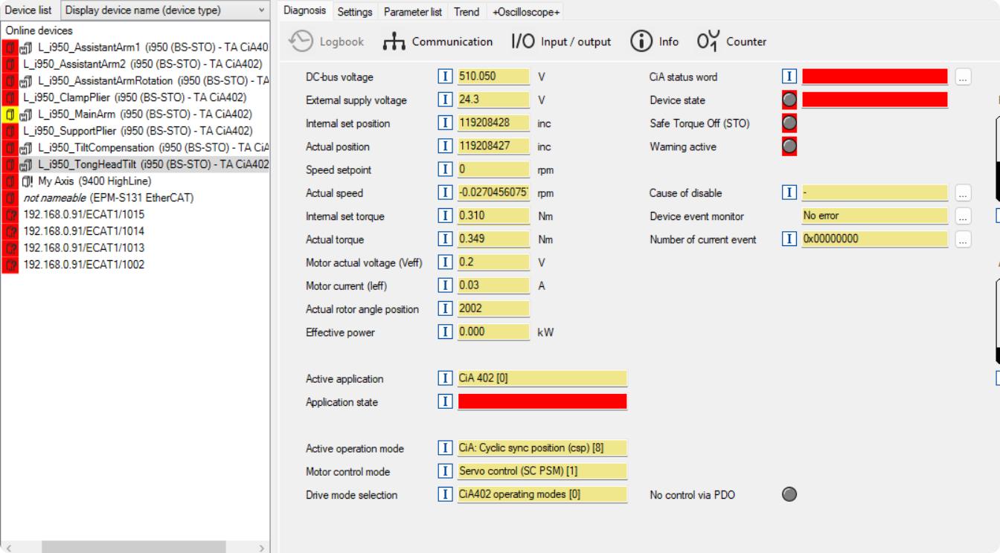 Device list Display device name (device type)
Online devices
L_i950_AssistantArm1 (i950 (BS-STO) - TA CiA40
L_i950_AssistantArm2 (i950 (BS-STO) - TA CiA402)
L_i950_AssistantArmRotation (i950 (BS-STO) - TA
L_i950_ClampPlier (i950 (BS-STO) - TA CiA402)
L_i950_MainArm (i950 (BS-STO) - TA CiA402)
L_i950_SupportPlier (i950 (BS-STO) - TA CiA402)
L_i950_TiltCompensation (i950 (BS-STO) - TA CiA
L_i950_TongHeadTilt (i950 (BS-STO) - TA CiA402
My Axis (9400 HighLine)
not nameable (EPM-S131 EtherCAT)
192.168.0.91/ECAT1/1015
192.168.0.91/ECAT1/1014
192.168.0.91/ECAT1/1013
192.168.0.91/ECAT1/1002
Diagnosis Settings Parameter list Trend +Oscilloscope+
Logbook Communication I/O Input / output Info Counter
DC-bus voltage I 510.050 V
External supply voltage I 24.3 V
Internal set position I 119208428 inc
Actual position I 119208427 inc
Speed setpoint I 0 rpm
Actual speed I -0.0270456075 rpm
Internal set torque I 0.310 Nm
Actual torque I 0.349 Nm
Motor actual voltage (Veff) I 0.2 V
Motor current (Ieff) I 0.03 A
Actual rotor angle position I 2002
Effective power I 0.000 kW
Active application I CiA 402 [0]
Application state I
Active operation mode I CiA: Cyclic sync position (csp) [8]
Motor control mode I Servo control (SC PSM) [1]
Drive mode selection I CiA402 operating modes [0]
CiA status word I ...
Device state
Safe Torque Off (STO)
Warning active
Cause of disable I - ...
Device event monitor No error ...
Number of current event I 0x00000000 ...
No control via PDO